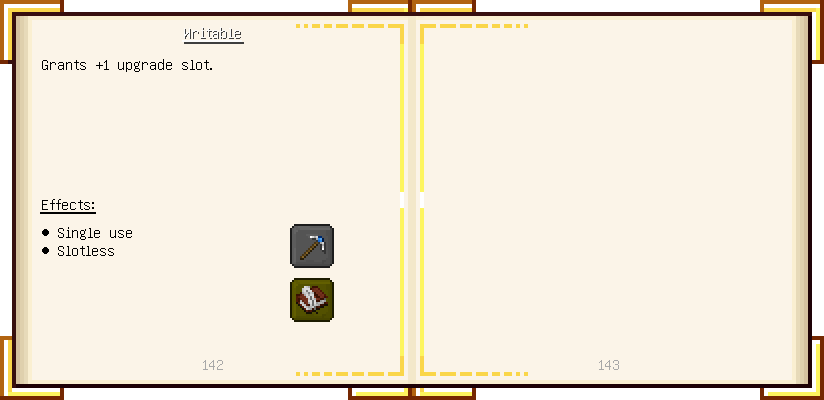 Writable
Grants +1 upgrade slot.
Effects:
● Single use
● Slotless
142
143